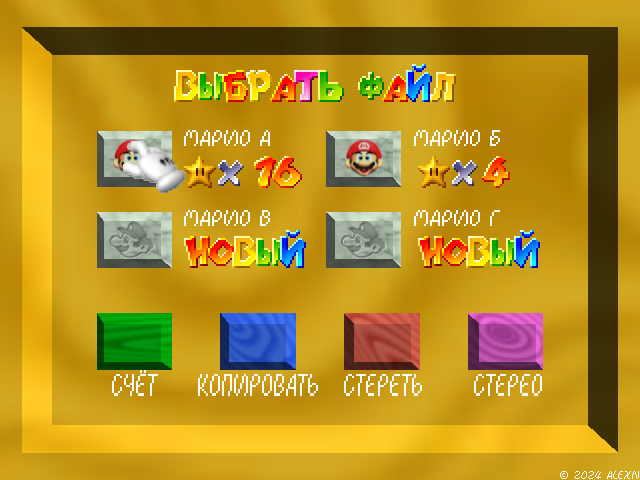 ВЫБРАТЬ ФАЙЛ
МАРИО А
МАРИО Б
× 16
× 4
МАРИО В
МАРИО Г
НОВЫЙ
НОВЫЙ
СЧЁТ
КОПИРОВАТЬ
СТЕРЕТЬ
СТЕРЕО
© 2024 ALEXN